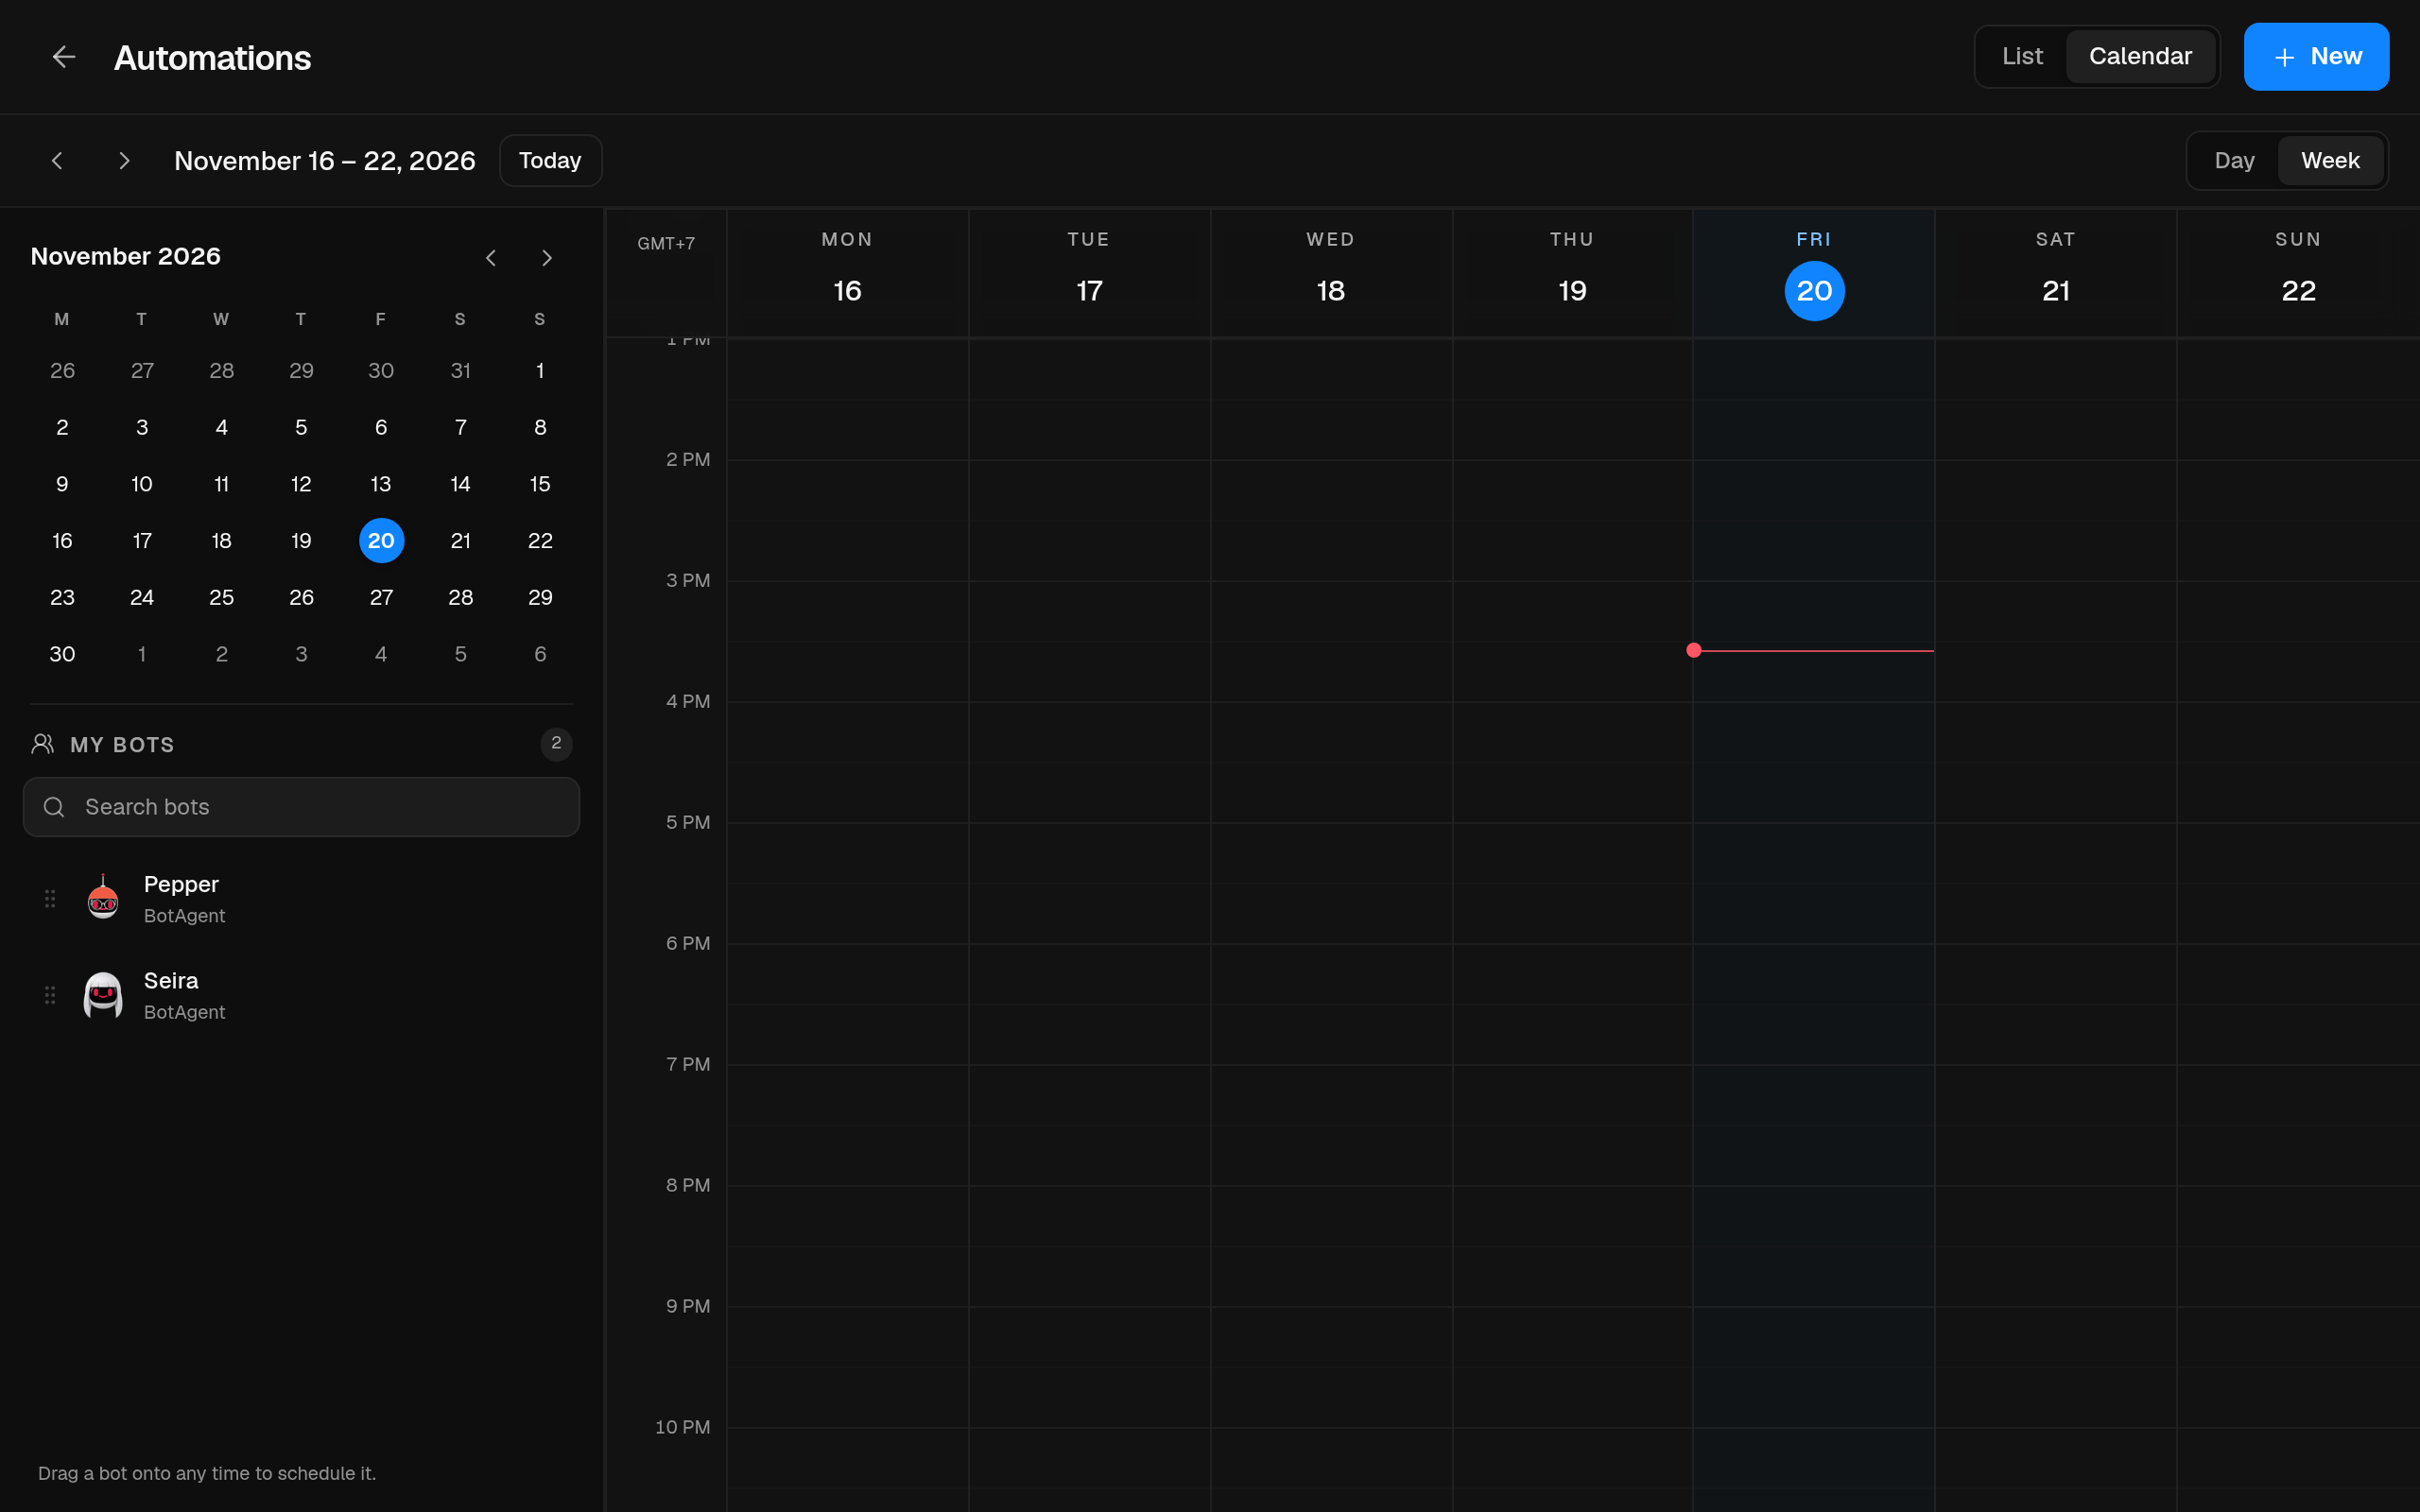 Automations
List Calendar + New
November 16 – 22, 2026 Today
Day Week
November 2026
M T W T F S S
26 27 28 29 30 31 1
2 3 4 5 6 7 8
9 10 11 12 13 14 15
16 17 18 19 20 21 22
23 24 25 26 27 28 29
30 1 2 3 4 5 6
MY BOTS 2
Search bots
Pepper
BotAgent
Seira
BotAgent
Drag a bot onto any time to schedule it.
GMT+7
MON TUE WED THU FRI SAT SUN
16 17 18 19 20 21 22
1 PM
2 PM
3 PM
4 PM
5 PM
6 PM
7 PM
8 PM
9 PM
10 PM